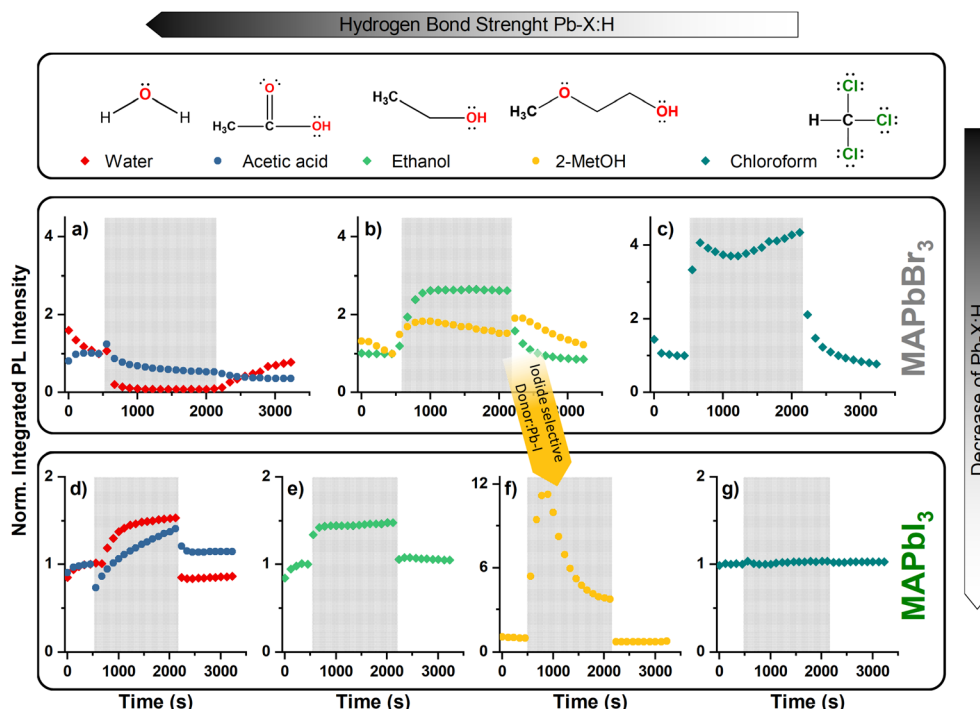 Hydrogen Bond Strenght Pb-X:H
O H H
O H₃C C OH
H₃C OH
O H₃C OH
Cl: H C Cl: Cl:
Water Acetic acid Ethanol 2-MetOH Chloroform
Norm. Integrated PL Intensity
a)
4
2
0
0 1000 2000 3000
b)
4
2
0
0 1000 2000 3000
c)
4
2
0
0 1000 2000 3000
MAPbBr₃
Decrease of Pb-X:H
Iodide selective
Donor:Pb-I
d)
2
1
0
0 1000 2000 3000
Time (s)
e)
2
1
0
0 1000 2000 3000
Time (s)
f)
12
9
6
3
0
0 1000 2000 3000
Time (s)
g)
2
1
0
0 1000 2000 3000
Time (s)
MAPbI₃